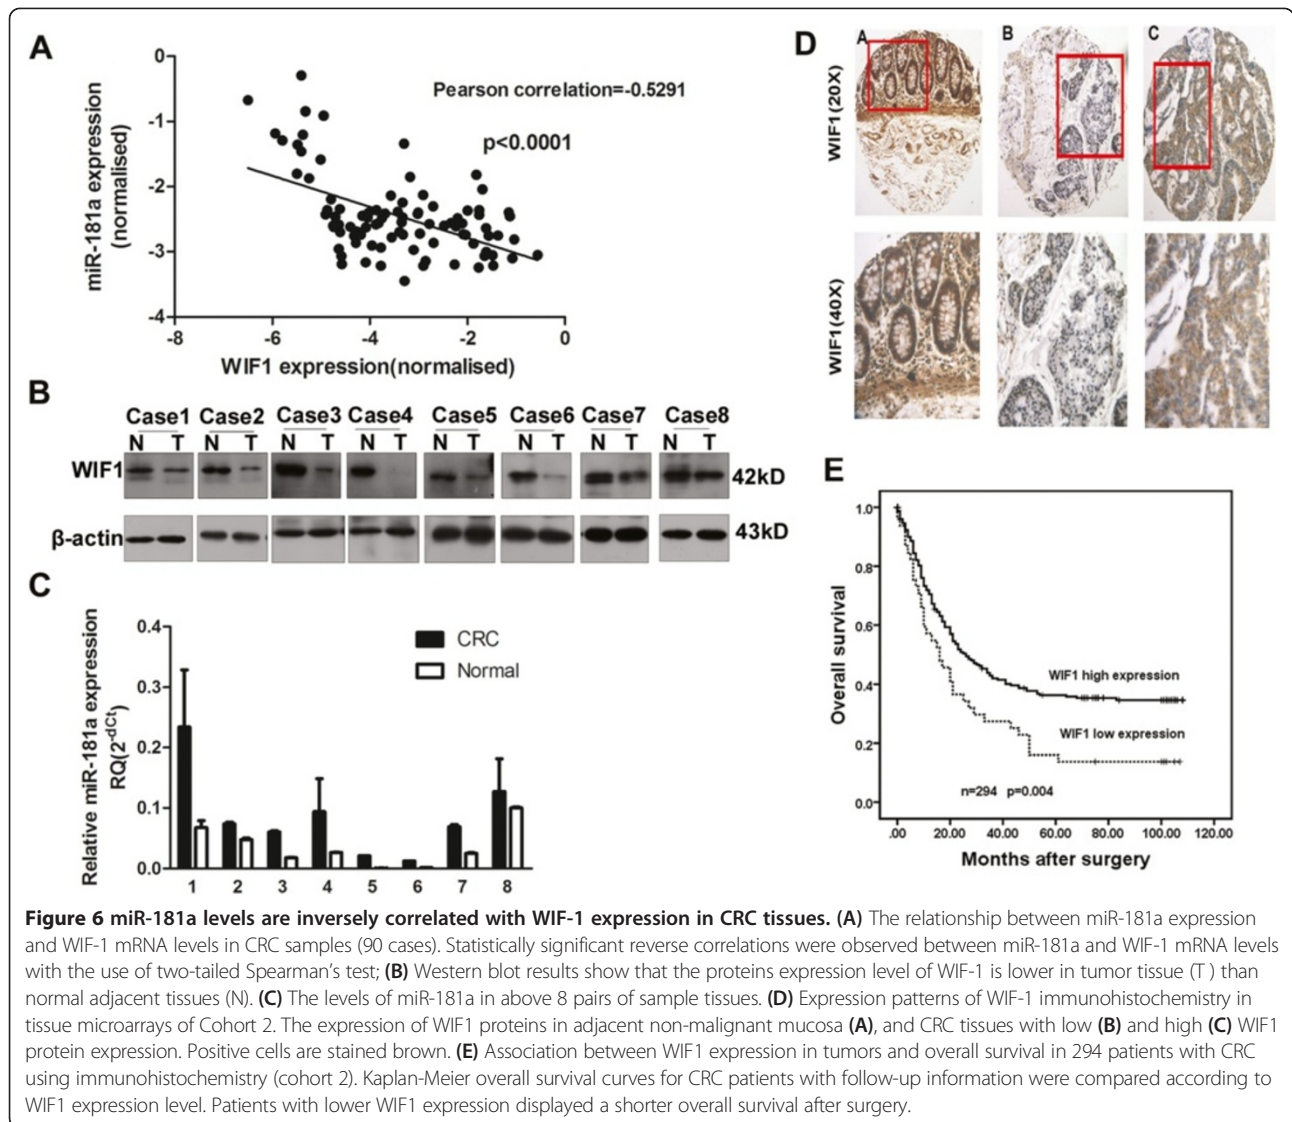 A
0
-1
-2
-3
-4
miR-181a expression
(normalised)
Pearson correlation=-0.5291
p<0.0001
-8 -6 -4 -2 0
WIF1 expression(normalised)
B
Case1 Case2 Case3 Case4 Case5 Case6 Case7 Case8
N T N T N T N T N T N T N T N T
WIF1 42kD
β-actin 43kD
C
Relative miR-181a expression
RQ(2-dCt)
0.4
0.3
0.2
0.1
0.0
CRC
Normal
1 2 3 4 5 6 7 8
D
A B C
WIF1(20X)
WIF1(40X)
E
Overall survival
1.0
0.8
0.6
0.4
0.2
0.0
WIF1 high expression
WIF1 low expression
n=294 p=0.004
.00 20.00 40.00 60.00 80.00 100.00 120.00
Months after surgery
Figure 6 miR-181a levels are inversely correlated with WIF-1 expression in CRC tissues. (A) The relationship between miR-181a expression
and WIF-1 mRNA levels in CRC samples (90 cases). Statistically significant reverse correlations were observed between miR-181a and WIF-1 mRNA levels
with the use of two-tailed Spearman's test; (B) Western blot results show that the proteins expression level of WIF-1 is lower in tumor tissue (T ) than
normal adjacent tissues (N). (C) The levels of miR-181a in above 8 pairs of sample tissues. (D) Expression patterns of WIF-1 immunohistochemistry in
tissue microarrays of Cohort 2. The expression of WIF1 proteins in adjacent non-malignant mucosa (A), and CRC tissues with low (B) and high (C) WIF1
protein expression. Positive cells are stained brown. (E) Association between WIF1 expression in tumors and overall survival in 294 patients with CRC
using immunohistochemistry (cohort 2). Kaplan-Meier overall survival curves for CRC patients with follow-up information were compared according to
WIF1 expression level. Patients with lower WIF1 expression displayed a shorter overall survival after surgery.